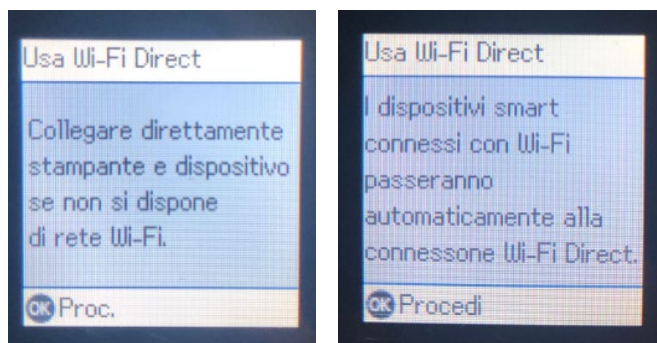 Usa Wi-Fi Direct
Collegare direttamente
stampante e dispositivo
se non si dispone
di rete Wi-Fi.
OK Proc.
Usa Wi-Fi Direct
I dispositivi smart
connessi con Wi-Fi
passeranno
automaticamente alla
connessone Wi-Fi Direct.
OK Procedi